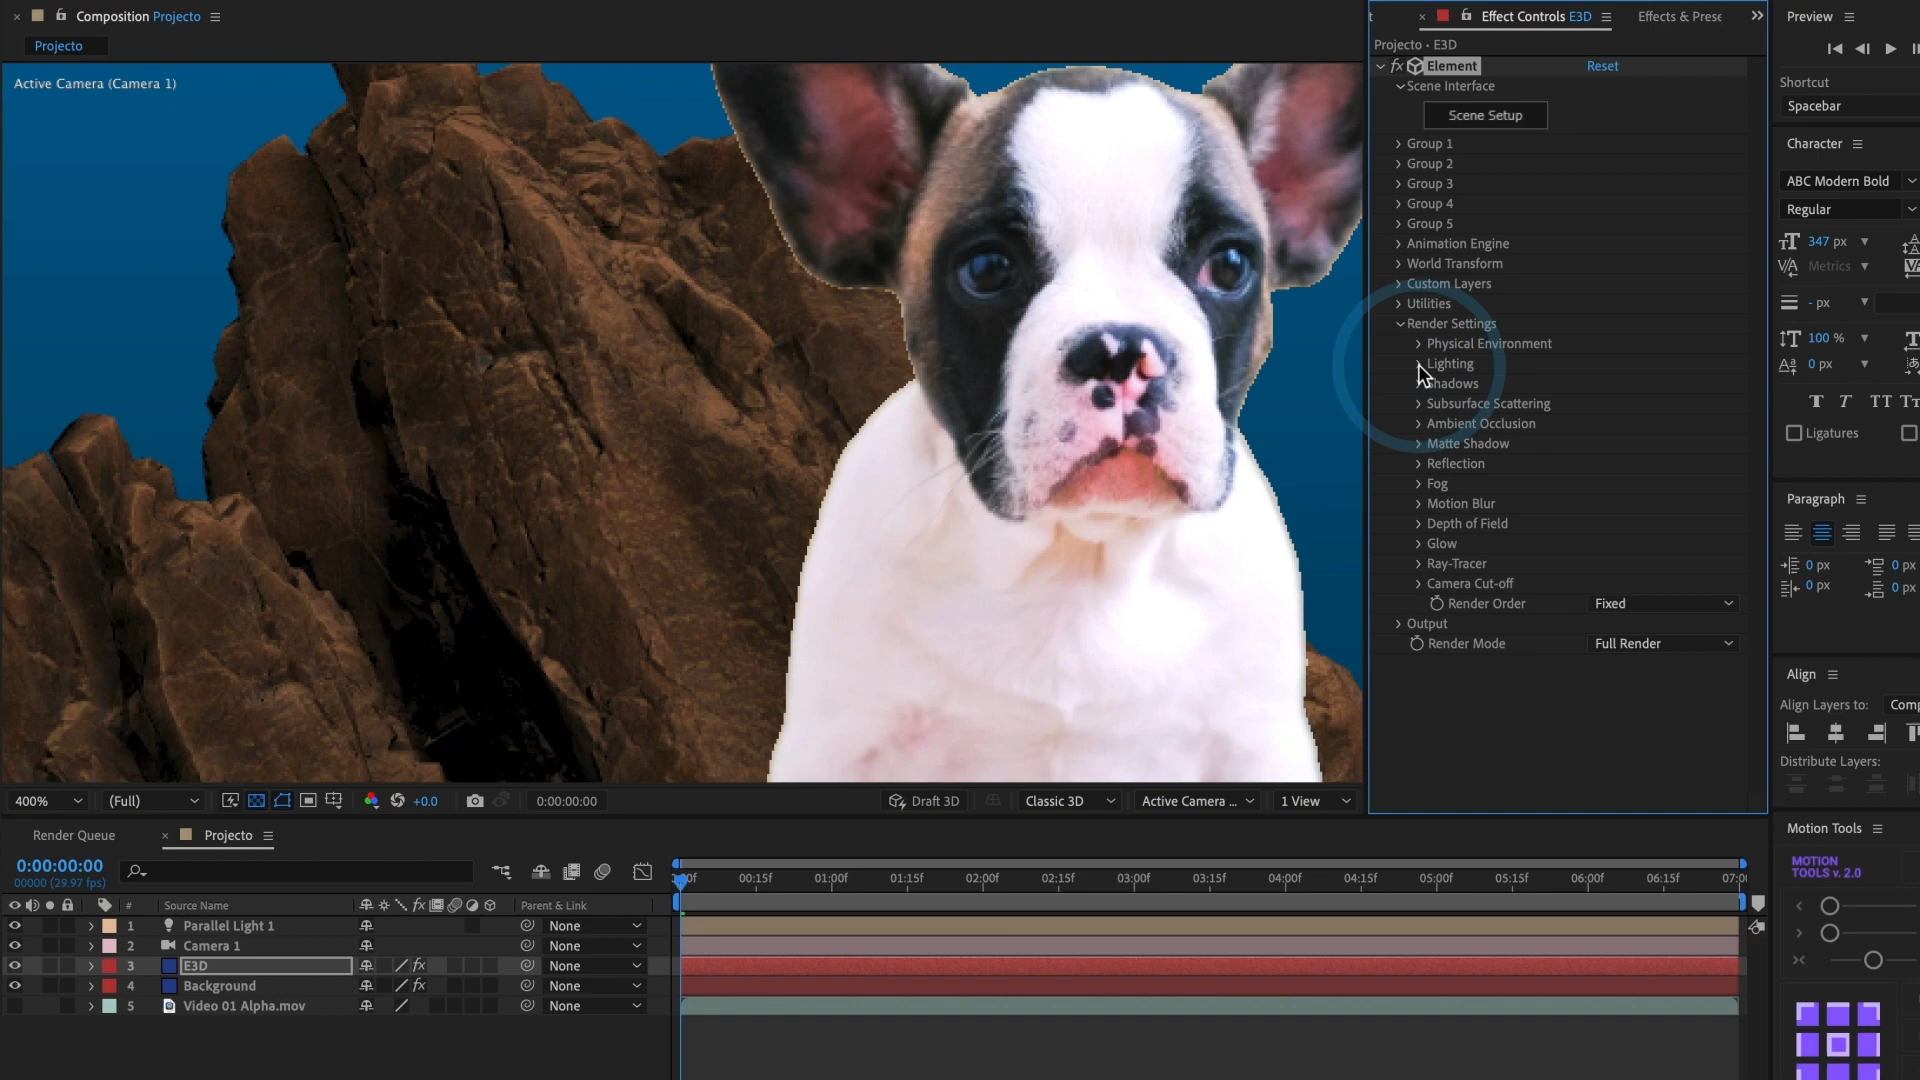 Composition Projecto
Projecto
Active Camera (Camera 1)
400%
(Full)
+0.0
0:00:00:00
Draft 3D
Classic 3D
Active Camera ...
1 View
Effect Controls E3D
Effects & Prese
Projecto • E3D
fx Element
Reset
Scene Interface
Scene Setup
Group 1
Group 2
Group 3
Group 4
Group 5
Animation Engine
World Transform
Custom Layers
Utilities
Render Settings
Physical Environment
Lighting
Shadows
Subsurface Scattering
Ambient Occlusion
Matte Shadow
Reflection
Fog
Motion Blur
Depth of Field
Glow
Ray-Tracer
Camera Cut-off
Render Order
Fixed
Output
Render Mode
Full Render
Preview
Shortcut
Spacebar
Character
ABC Modern Bold
Regular
347 px
Metrics
- px
100 %
0 px
T T TT Tт
Ligatures
Paragraph
0 px
0 px
0 px
0 px
Align
Align Layers to:
Comp
Distribute Layers:
Motion Tools
MOTION
TOOLS v. 2.0
Render Queue
Projecto
0:00:00:00
00000 (29.97 fps)
# Source Name
fx
Parent & Link
00:15f
01:00f
01:15f
02:00f
02:15f
03:00f
03:15f
04:00f
04:15f
05:00f
05:15f
06:00f
06:15f
07:00
1 Parallel Light 1
None
2 Camera 1
None
3 E3D
fx
None
4 Background
fx
None
5 Video 01 Alpha.mov
None